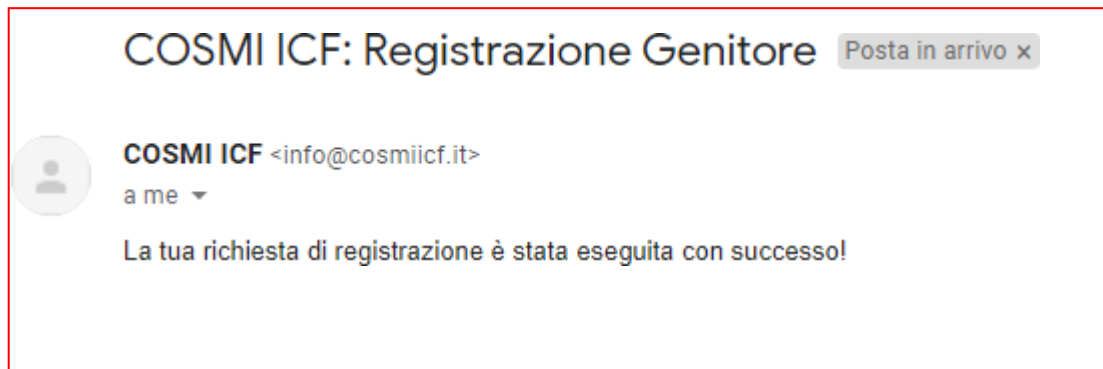 COSMI ICF: Registrazione Genitore Posta in arrivo ×
COSMI ICF <info@cosmiicf.it>
a me
La tua richiesta di registrazione è stata eseguita con successo!